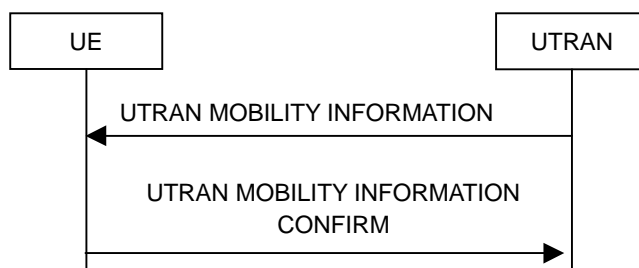 UE
UTRAN
UTRAN MOBILITY INFORMATION
UTRAN MOBILITY INFORMATION
CONFIRM